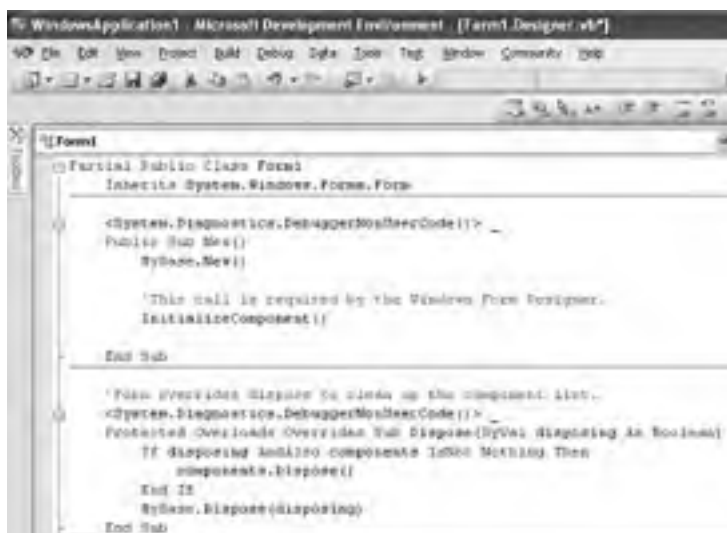 WindowsApplication1 - Microsoft Development Environment - [Form1.Designer.vb*]
File Edit View Project Build Debug Data Tools Test Window Community Help
Form1
Toolbox
Partial Public Class Form1
Inherits System.Windows.Forms.Form
<System.Diagnostics.DebuggerNonUserCode()> _
Public Sub New()
MyBase.New()
'This call is required by the Windows Form Designer.
InitializeComponent()
End Sub
'Form overrides dispose to clean up the component list.
<System.Diagnostics.DebuggerNonUserCode()> _
Protected Overloads Overrides Sub Dispose(ByVal disposing As Boolean)
If disposing AndAlso components IsNot Nothing Then
components.Dispose()
End If
MyBase.Dispose(disposing)
End Sub